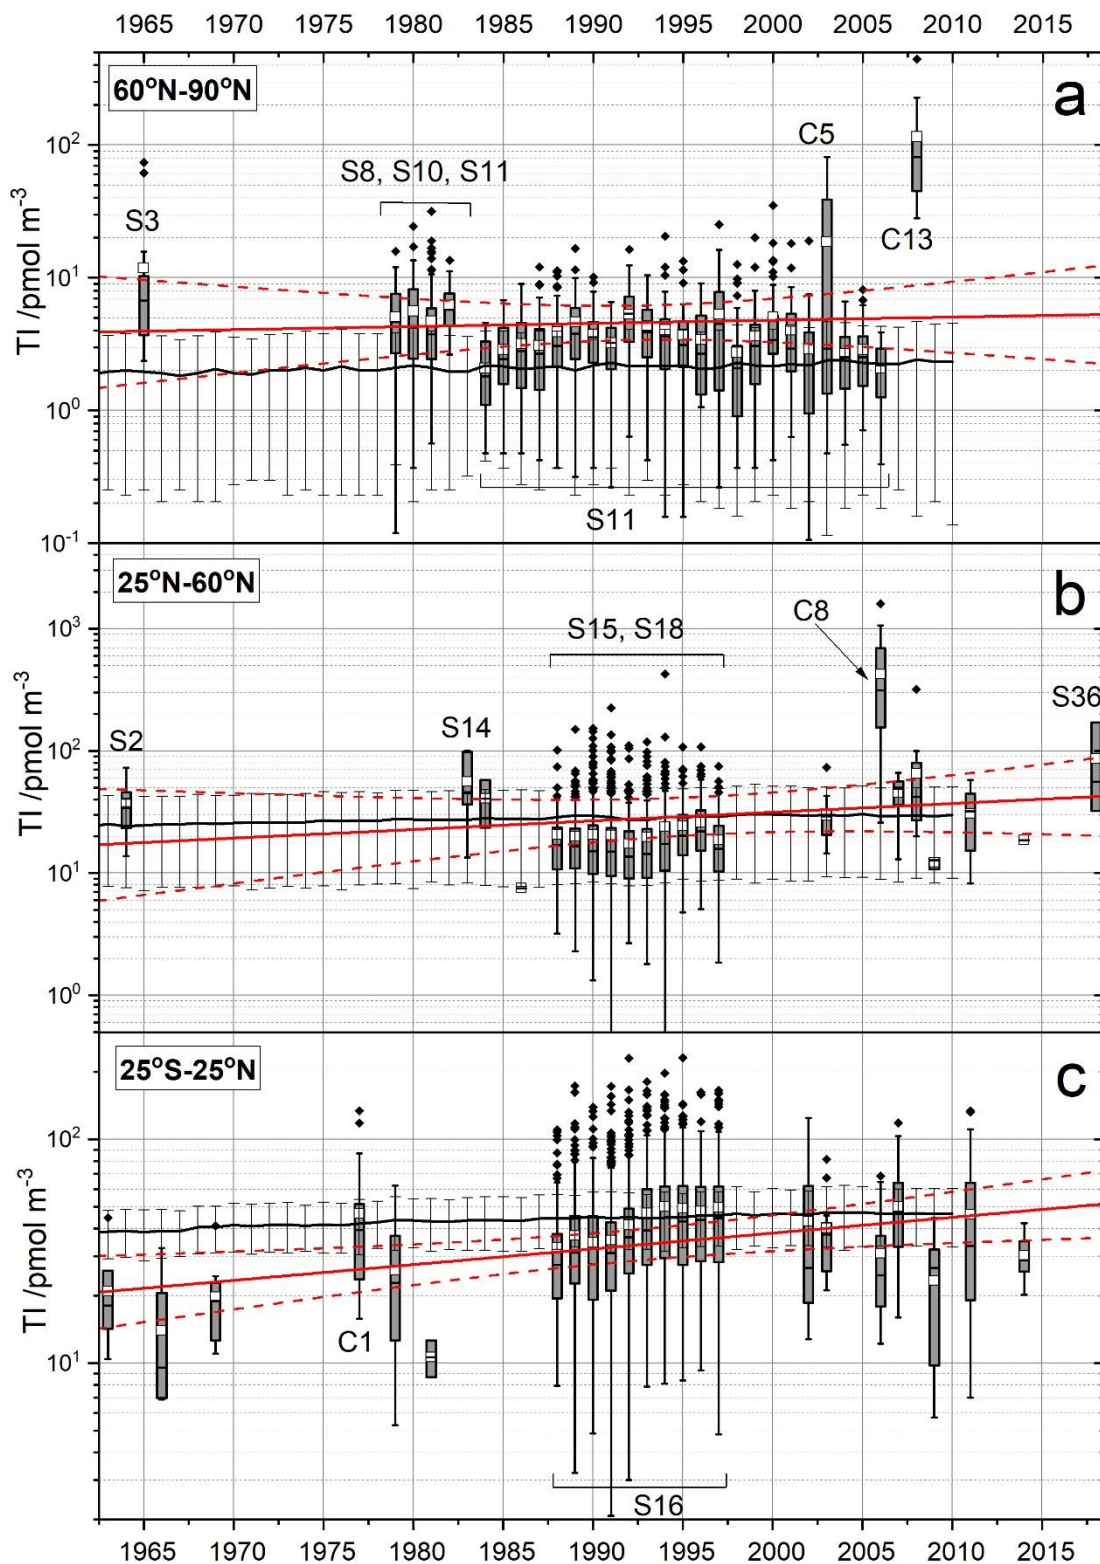 1965 1970 1975 1980 1985 1990 1995 2000 2005 2010 2015
60°N-90°N
a
C5
10²
S8, S10, S11
S3
C13
TI /pmol m⁻³
10¹
10⁰
S11
10⁻¹
25°N-60°N
b
10³
S15, S18
C8
S36
S2
S14
10²
TI /pmol m⁻³
10¹
10⁰
25°S-25°N
c
10²
TI /pmol m⁻³
C1
10¹
S16
1965 1970 1975 1980 1985 1990 1995 2000 2005 2010 2015